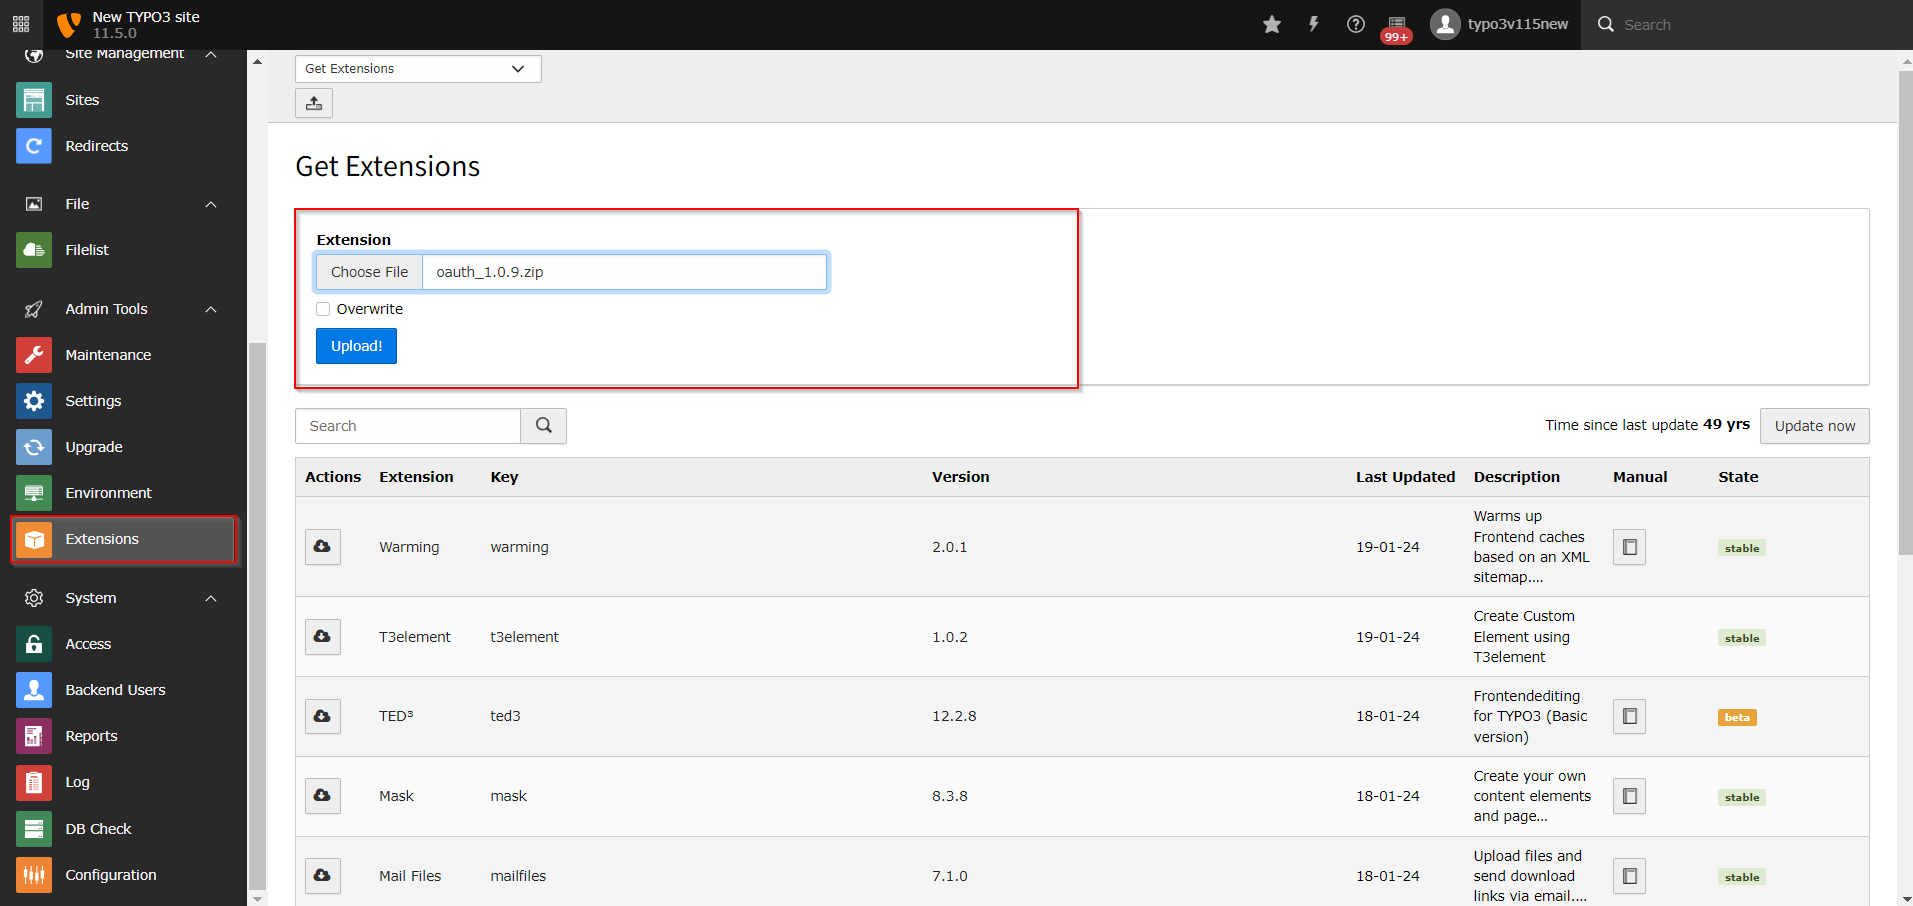 New TYPO3 site
11.5.0
99+
typo3v115new
Search
Site Management
Sites
Redirects
File
Filelist
Admin Tools
Maintenance
Settings
Upgrade
Environment
Extensions
System
Access
Backend Users
Reports
Log
DB Check
Configuration
Get Extensions
Get Extensions
Extension
Choose File oauth_1.0.9.zip
Overwrite
Upload!
Search
Time since last update 49 yrs Update now
Actions Extension Key Version Last Updated Description Manual State
Warming warming 2.0.1 19-01-24 Warms up
Frontend caches
based on an XML
sitemap....
stable
T3element t3element 1.0.2 19-01-24 Create Custom
Element using
T3element
stable
TED³ ted3 12.2.8 18-01-24 Frontendediting
for TYPO3 (Basic
version)
beta
Mask mask 8.3.8 18-01-24 Create your own
content elements
and page...
stable
Mail Files mailfiles 7.1.0 18-01-24 Upload files and
send download
links via email....
stable